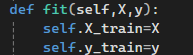 def fit(self,X,y):
self.X_train=X
self.y_train=y